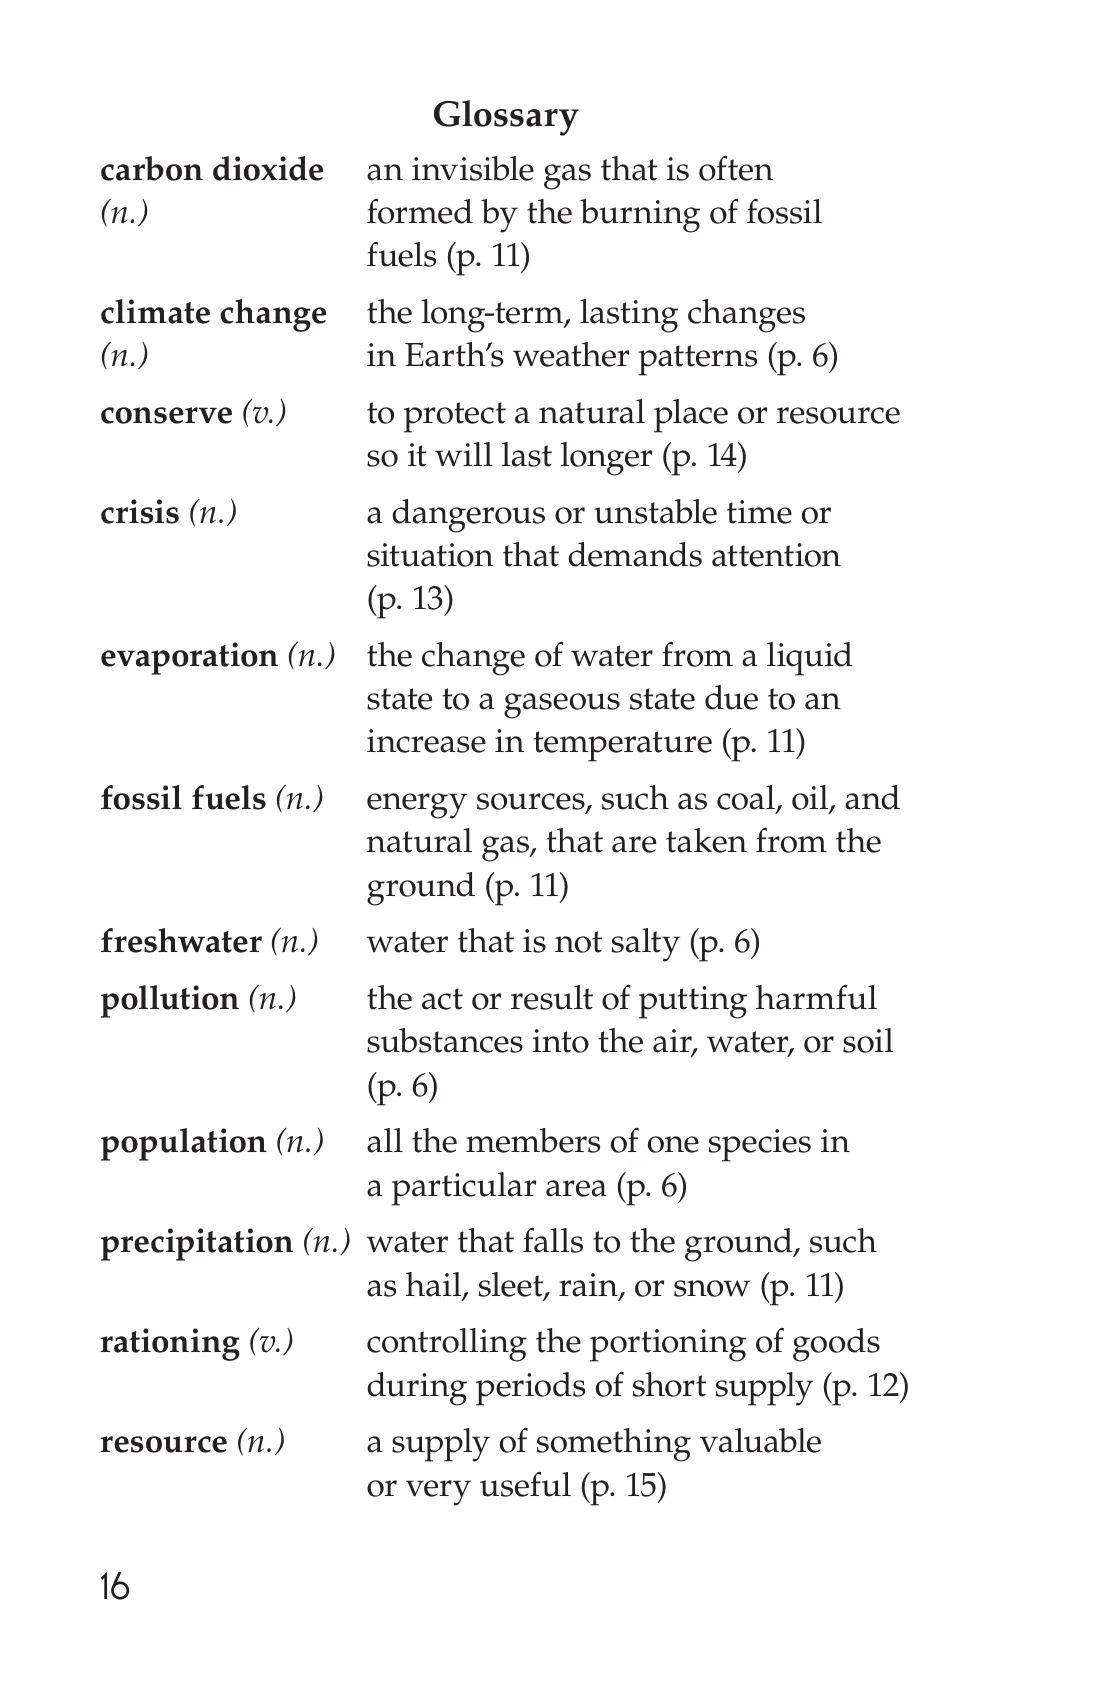 Glossary
carbon dioxide an invisible gas that is often
(n.) formed by the burning of fossil
fuels (p. 11)
climate change the long-term, lasting changes
(n.) in Earth's weather patterns (p. 6)
conserve (v.) to protect a natural place or resource
so it will last longer (p. 14)
crisis (n.) a dangerous or unstable time or
situation that demands attention
(p. 13)
evaporation (n.) the change of water from a liquid
state to a gaseous state due to an
increase in temperature (p. 11)
fossil fuels (n.) energy sources, such as coal, oil, and
natural gas, that are taken from the
ground (p. 11)
freshwater (n.) water that is not salty (p. 6)
pollution (n.) the act or result of putting harmful
substances into the air, water, or soil
(p. 6)
population (n.) all the members of one species in
a particular area (p. 6)
precipitation (n.) water that falls to the ground, such
as hail, sleet, rain, or snow (p. 11)
rationing (v.) controlling the portioning of goods
during periods of short supply (p. 12)
resource (n.) a supply of something valuable
or very useful (p. 15)
16